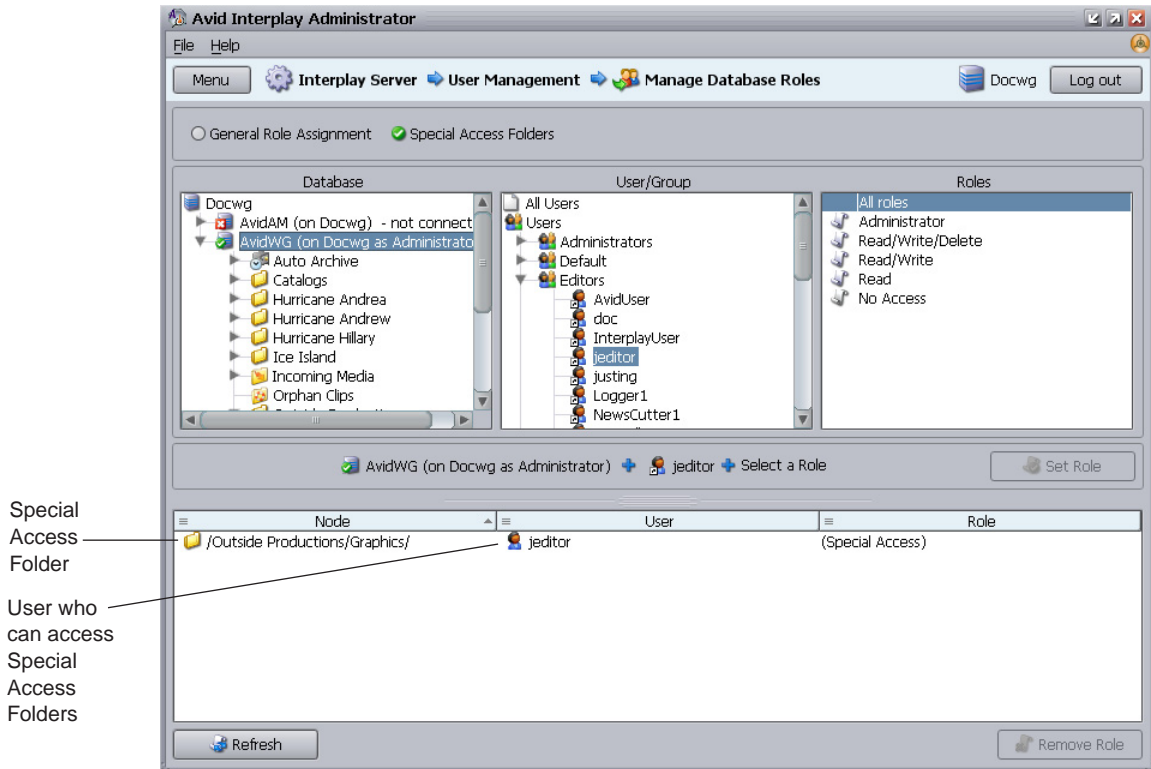 Avid Interplay Administrator
File Help
Menu Interplay Server User Management Manage Database Roles Docwg Log out
General Role Assignment Special Access Folders
Database
Docwg
AvidAM (on Docwg) - not connect
AvidWG (on Docwg as Administrato
Auto Archive
Catalogs
Hurricane Andrea
Hurricane Andrew
Hurricane Hillary
Ice Island
Incoming Media
Orphan Clips
User/Group
All Users
Users
Administrators
Default
Editors
AvidUser
doc
InterplayUser
jeditor
justing
Logger1
NewsCutter1
Roles
All roles
Administrator
Read/Write/Delete
Read/Write
Read
No Access
AvidWG (on Docwg as Administrator) jeditor Select a Role Set Role
Node User Role
/Outside Productions/Graphics/ jeditor (Special Access)
Special
Access
Folder
User who
can access
Special
Access
Folders
Refresh Remove Role